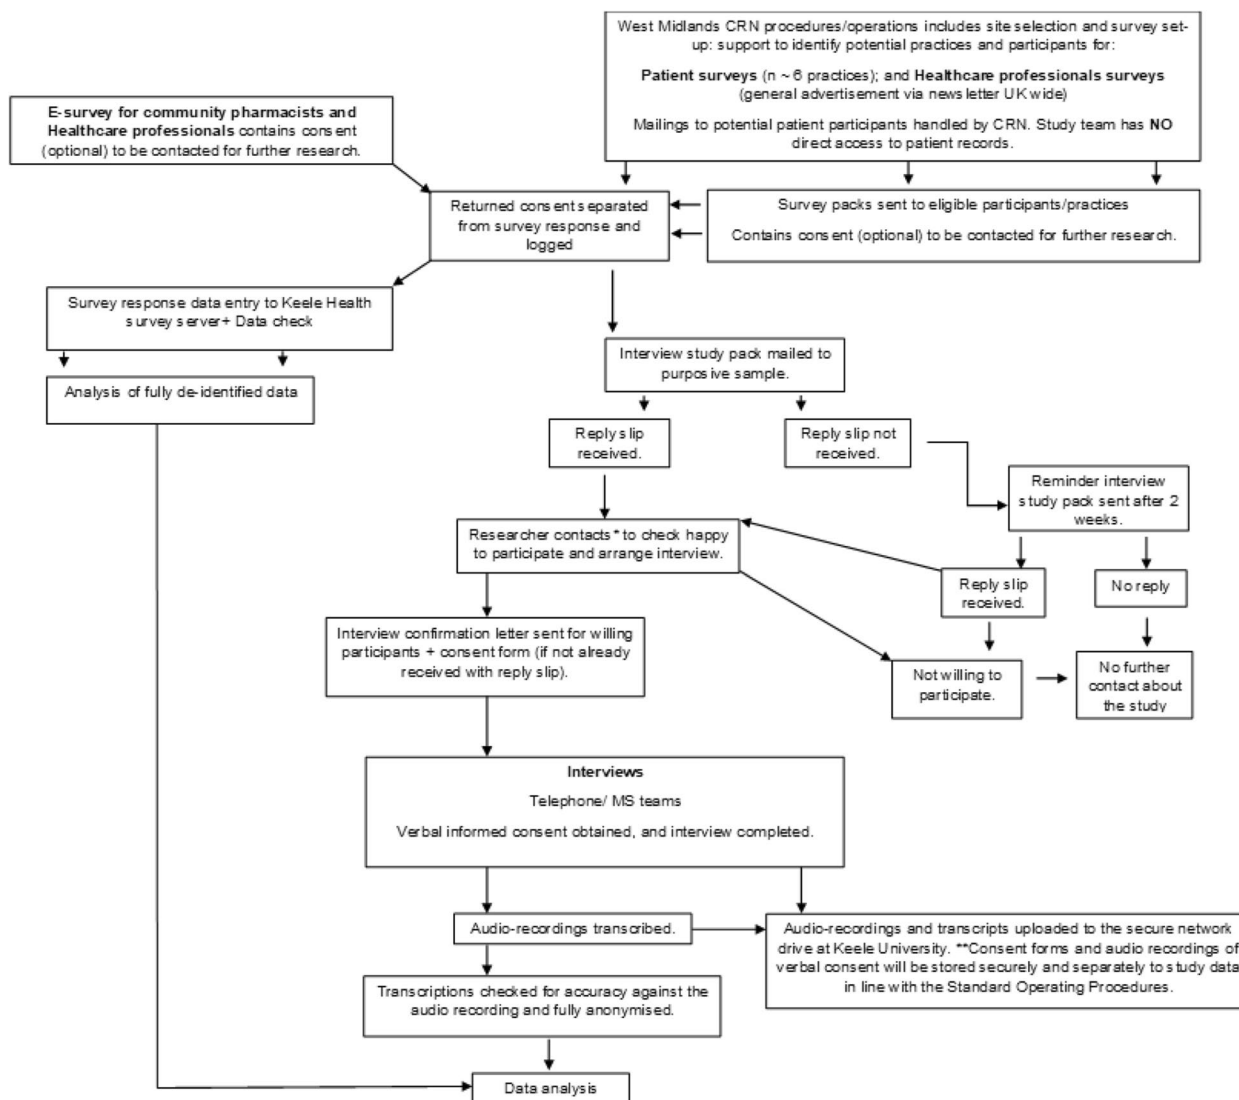 West Midlands CRN procedures/operations includes site selection and survey set-
up: support to identify potential practices and participants for:
Patient surveys (n ~ 6 practices); and Healthcare professionals surveys
(general advertisement via newsletter UK wide)
Mailings to potential patient participants handled by CRN. Study team has NO
direct access to patient records.
E-survey for community pharmacists and
Healthcare professionals contains consent
(optional) to be contacted for further research.
Returned consent separated
from survey response and
logged
Survey packs sent to eligible participants/practices
Contains consent (optional) to be contacted for further research.
Survey response data entry to Keele Health
survey server+ Data check
Analysis of fully de-identified data
Interview study pack mailed to
purposive sample.
Reply slip
received.
Reply slip not
received.
Reminder interview
study pack sent after 2
weeks.
Researcher contacts* to check happy
to participate and arrange interview.
Reply slip
received.
No reply
Interview confirmation letter sent for willing
participants + consent form (if not already
received with reply slip).
Not willing to
participate.
No further
contact about
the study
Interviews
Telephone/ MS teams
Verbal informed consent obtained, and interview completed.
Audio-recordings transcribed.
Audio-recordings and transcripts uploaded to the secure network
drive at Keele University. **Consent forms and audio recordings of
verbal consent will be stored securely and separately to study data
in line with the Standard Operating Procedures.
Transcriptions checked for accuracy against the
audio recording and fully anonymised.
Data analysis